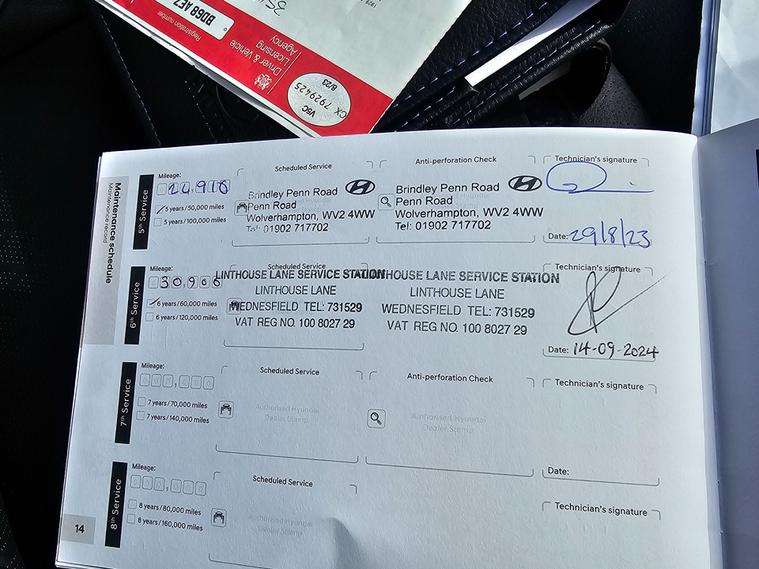 BD68 AEZ
Registration number
Driver & Vehicle
Licensing
Agency
V5C
8/23
CX 7929425
Maintenance schedule
Maintenance record
5th Service
Mileage:
5 years/50,000 miles
5 years/100,000 miles
Scheduled Service
Brindley Penn Road
Penn Road
Wolverhampton, WV2 4WW
Tel: 01902 717702
Anti-perforation Check
Brindley Penn Road
Penn Road
Wolverhampton, WV2 4WW
Tel: 01902 717702
Technician's signature
Date: 29/8/23
6th Service
Mileage:
30,906
6 years/60,000 miles
6 years/120,000 miles
LINTHOUSE LANE SERVICE STATION
LINTHOUSE LANE
WEDNESFIELD TEL: 731529
VAT REG NO. 100 8027 29
LINTHOUSE LANE SERVICE STATION
LINTHOUSE LANE
WEDNESFIELD TEL: 731529
VAT REG NO. 100 8027 29
Technician's signature
Date: 14-09-2024
7th Service
Mileage:
7 years/70,000 miles
7 years/140,000 miles
Scheduled Service
Authorised Hyundai
Dealer Stamp
Anti-perforation Check
Authorised Hyundai
Dealer Stamp
Technician's signature
Date:
8th Service
Mileage:
8 years/80,000 miles
8 years/160,000 miles
Scheduled Service
Authorised Hyundai
Dealer Stamp
Technician's signature
14